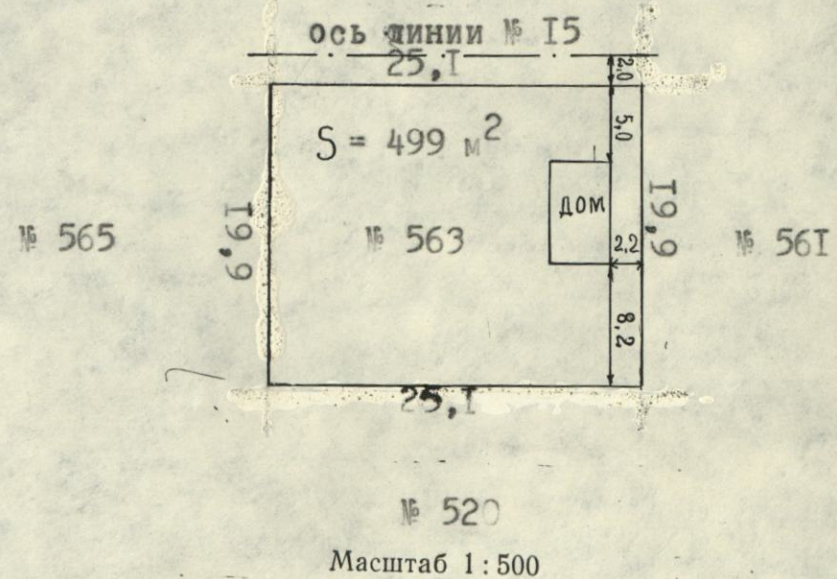 ось линии № I5
25,I
2,0
5,0
S = 499 м²
дом
I9,9
I9,9
№ 565
№ 563
2,2
№ 56I
8,2
25,I
№ 520
Масштаб 1:500